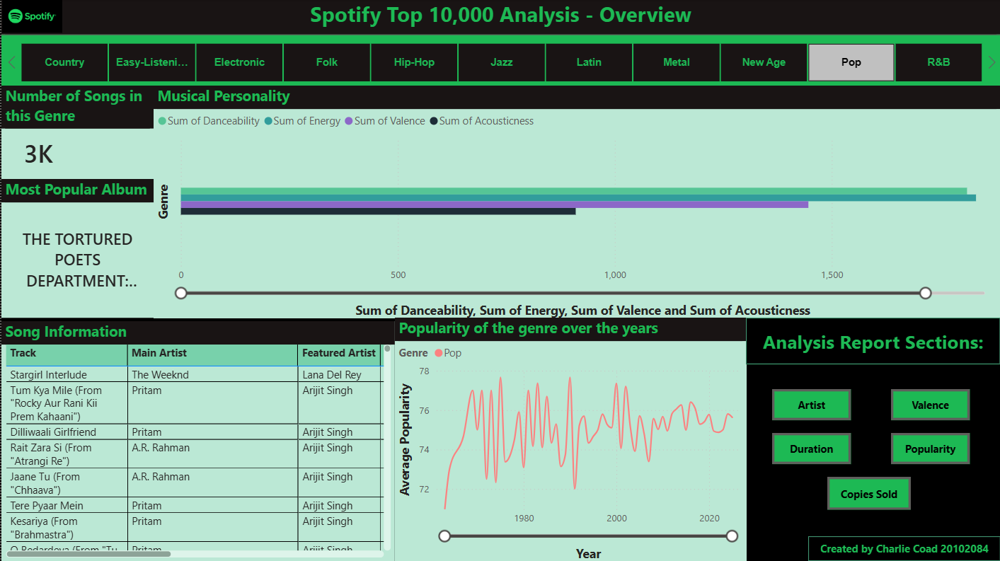 Spotify
Spotify Top 10,000 Analysis - Overview
Country
Easy-Listeni...
Electronic
Folk
Hip-Hop
Jazz
Latin
Metal
New Age
Pop
R&B
Number of Songs in
this Genre
3K
Most Popular Album
THE TORTURED
POETS
DEPARTMENT:..
Musical Personality
Sum of Danceability Sum of Energy Sum of Valence Sum of Acousticness
Genre
0 500 1,000 1,500
Sum of Danceability, Sum of Energy, Sum of Valence and Sum of Acousticness
Song Information
Track Main Artist Featured Artist
Stargirl Interlude The Weeknd Lana Del Rey
Tum Kya Mile (From Pritam Arijit Singh
"Rocky Aur Rani Kii
Prem Kahaani")
Dilliwaali Girlfriend Pritam Arijit Singh
Rait Zara Si (From A.R. Rahman Arijit Singh
"Atrangi Re")
Jaane Tu (From A.R. Rahman Arijit Singh
"Chhaava")
Tere Pyaar Mein Pritam Arijit Singh
Kesariya (From Pritam Arijit Singh
"Brahmastra")
O Bedardeya (From "Tu Pritam Arijit Singh
Popularity of the genre over the years
Genre Pop
Average Popularity
78
76
74
72
1980 2000 2020
Year
Analysis Report Sections:
Artist
Valence
Duration
Popularity
Copies Sold
Created by Charlie Coad 20102084